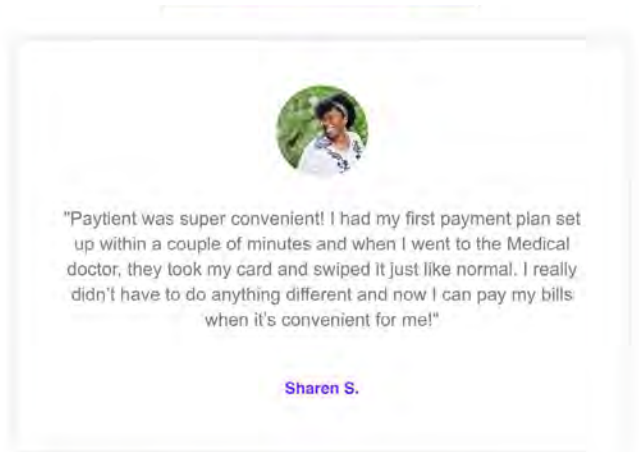 "Paytient was super convenient! I had my first payment plan set
up within a couple of minutes and when I went to the Medical
doctor, they took my card and swiped it just like normal. I really
didn't have to do anything different and now I can pay my bills
when it's convenient for me!"
Sharen S.